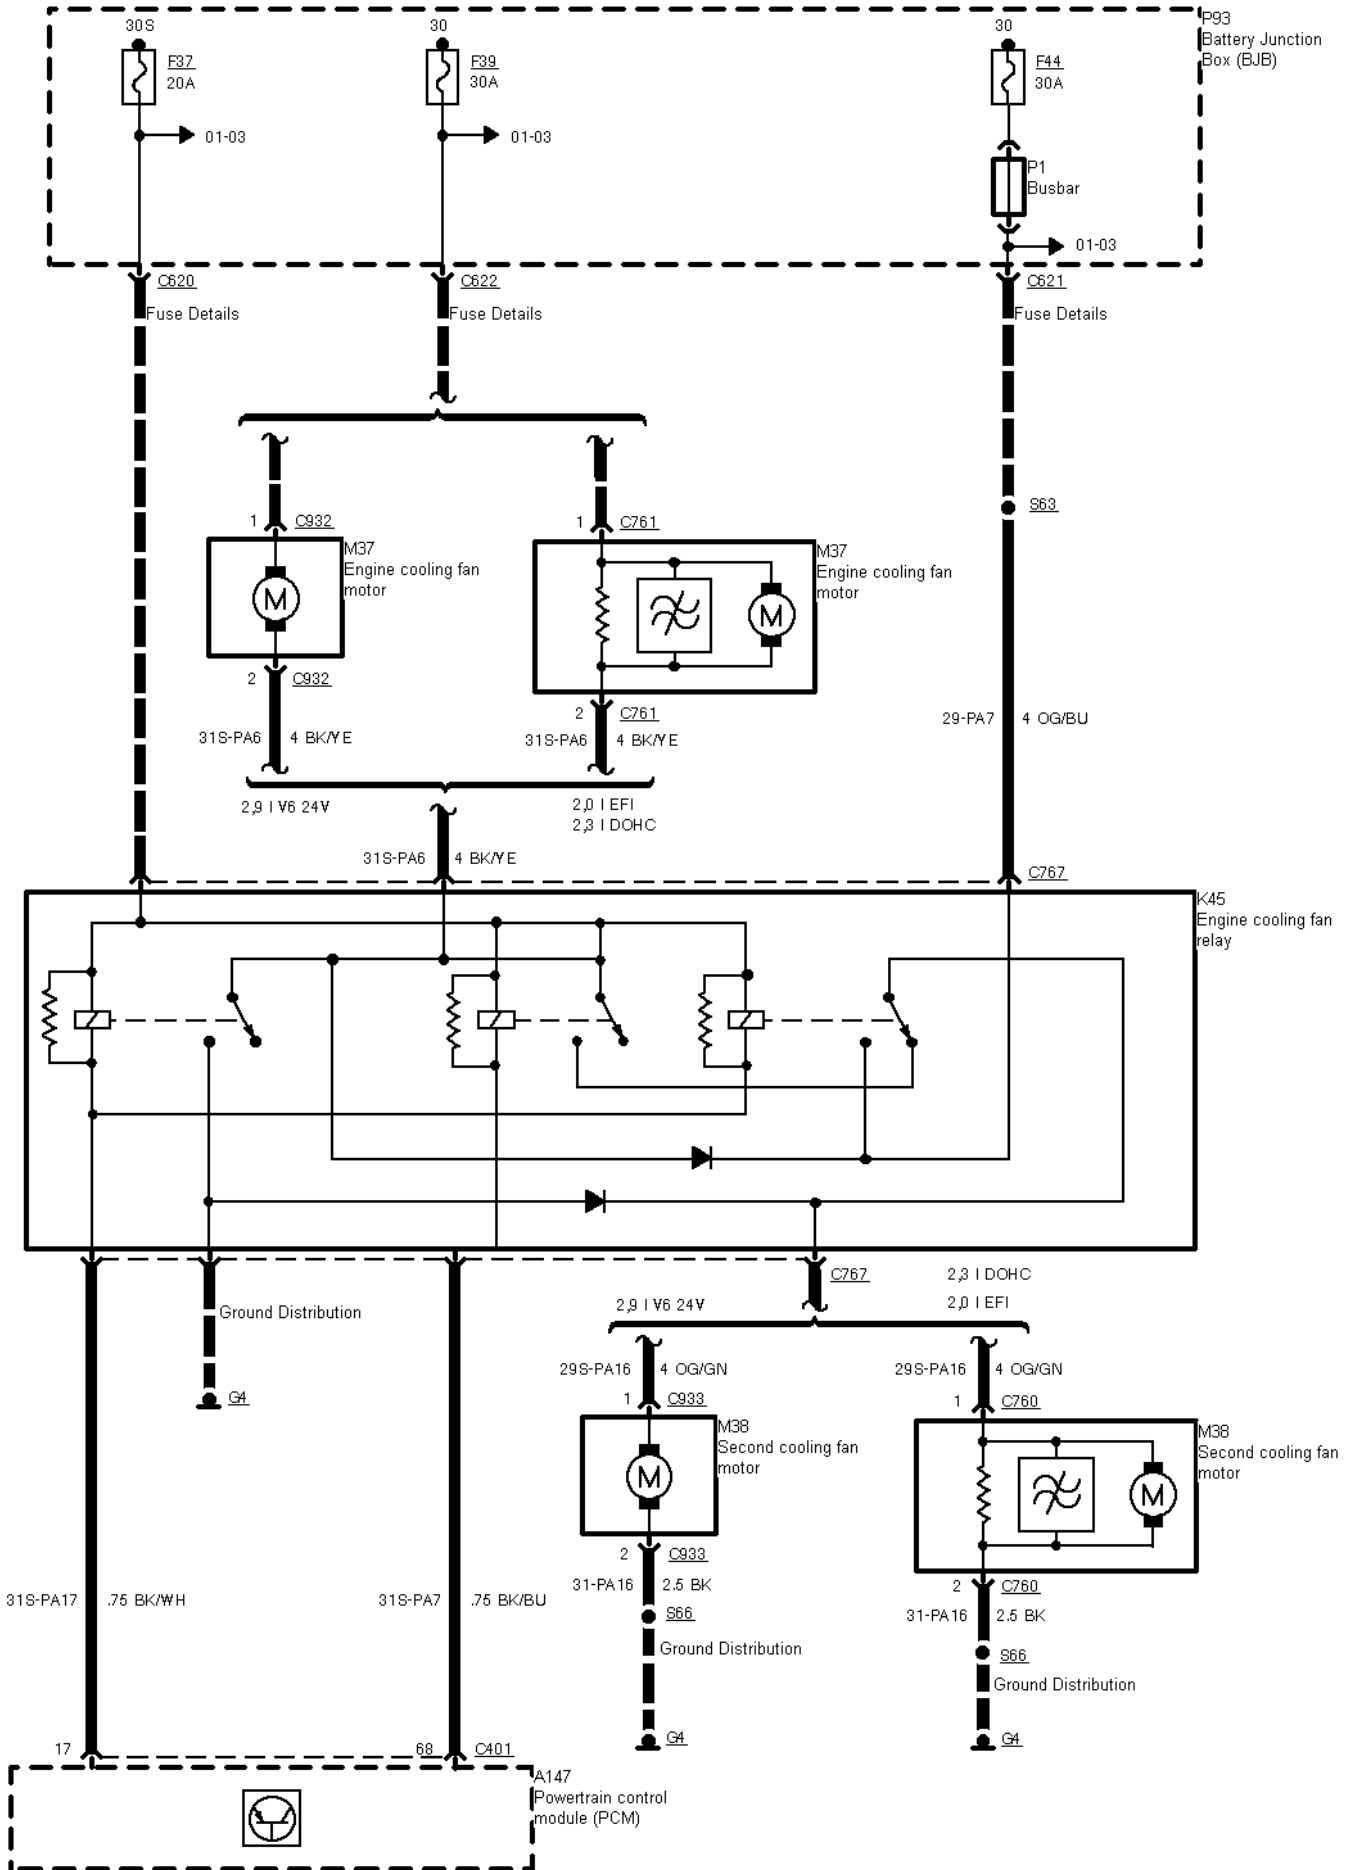 30S
30
30
P93
Battery Junction
Box (BJB)
F37
20A
F39
30A
F44
30A
01-03
01-03
P1
Busbar
01-03
C620
C622
C621
Fuse Details
Fuse Details
Fuse Details
S63
1 C932
1 C761
M37
Engine cooling fan
motor
M
M37
Engine cooling fan
motor
M
2 C932
2 C761
31S-PA6 4 BK/YE
31S-PA6 4 BK/YE
29-PA7 4 OG/BU
2,9 l V6 24V
2,0 l EFI
2,3 l DOHC
31S-PA6 4 BK/YE
C767
K45
Engine cooling fan
relay
C767
2,3 l DOHC
2,9 l V6 24V
2,0 l EFI
Ground Distribution
G4
29S-PA16 4 OG/GN
29S-PA16 4 OG/GN
1 C933
1 C760
M38
Second cooling fan
motor
M
M38
Second cooling fan
motor
M
2 C933
2 C760
31-PA16 2.5 BK
31-PA16 2.5 BK
31S-PA17 .75 BK/WH
31S-PA7 .75 BK/BU
S66
Ground Distribution
S66
Ground Distribution
G4
G4
17
68 C401
A147
Powertrain control
module (PCM)